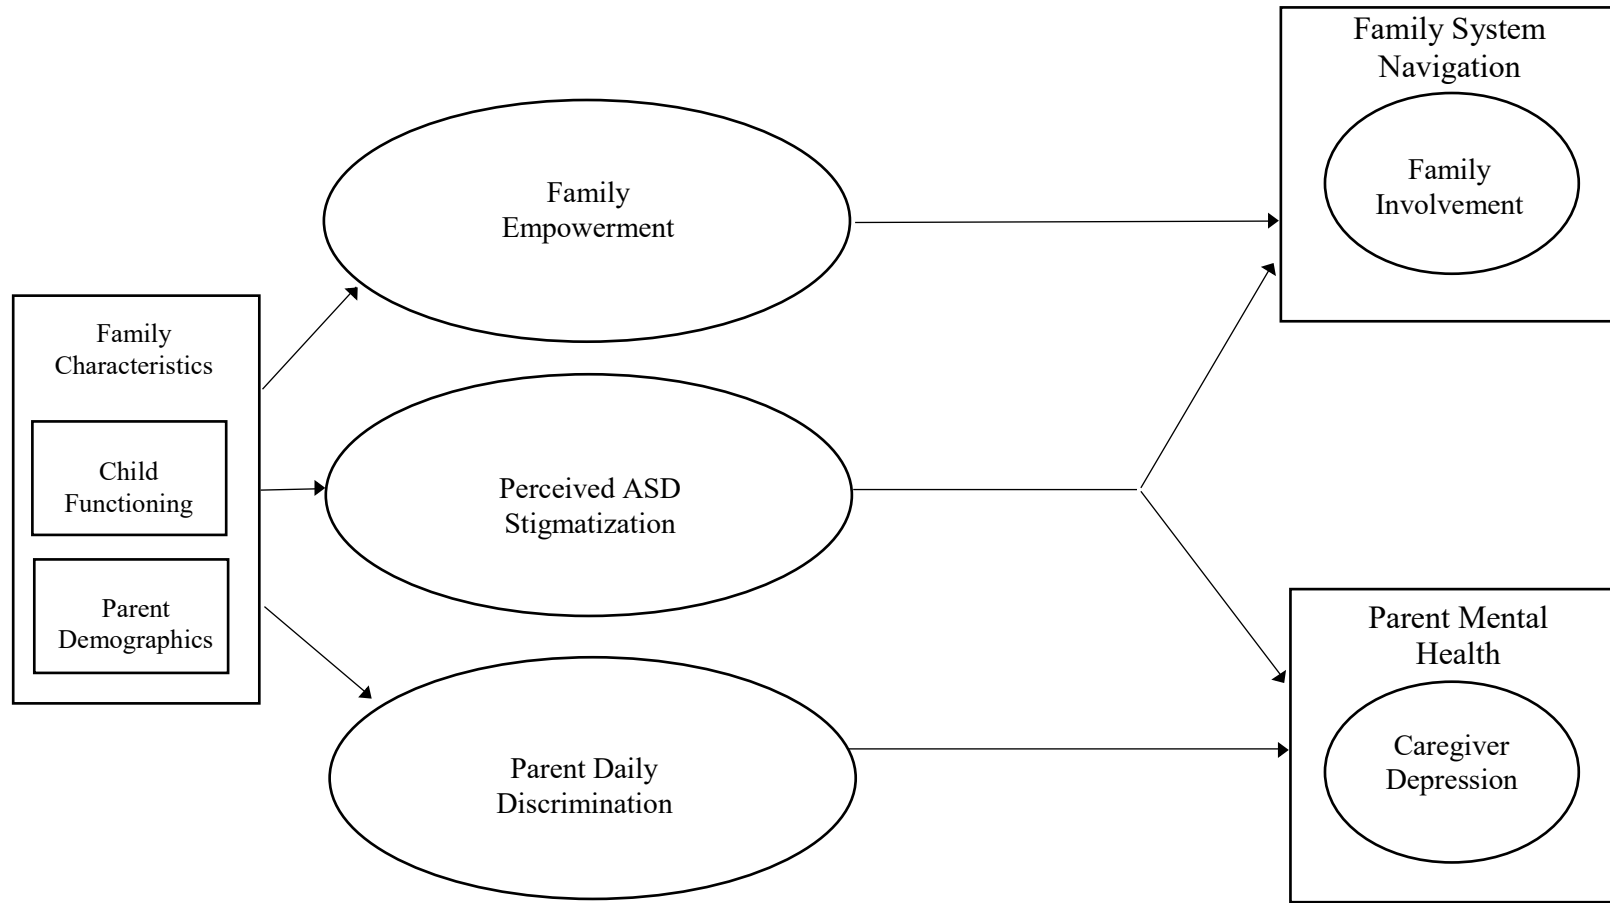 Family System
Navigation
Family
Involvement
Family
Empowerment
Family
Characteristics
Child
Functioning
Parent
Demographics
Perceived ASD
Stigmatization
Parent Daily
Discrimination
Parent Mental
Health
Caregiver
Depression